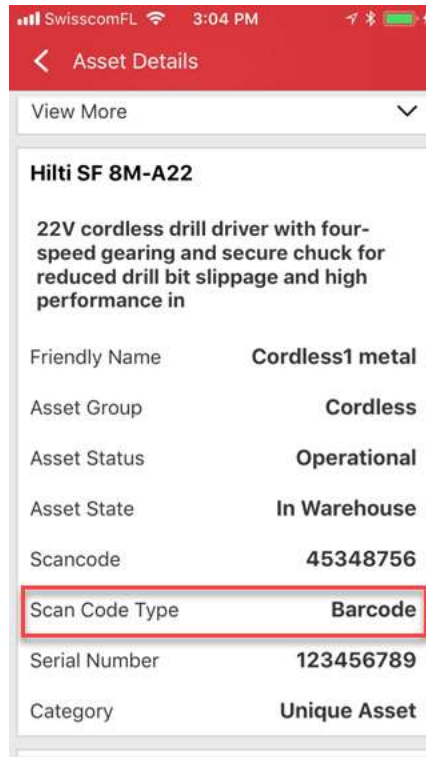 SwisscomFL 3:04 PM
Asset Details
View More
Hilti SF 8M-A22
22V cordless drill driver with four-
speed gearing and secure chuck for
reduced drill bit slippage and high
performance in
Friendly Name Cordless1 metal
Asset Group Cordless
Asset Status Operational
Asset State In Warehouse
Scancode 45348756
Scan Code Type Barcode
Serial Number 123456789
Category Unique Asset